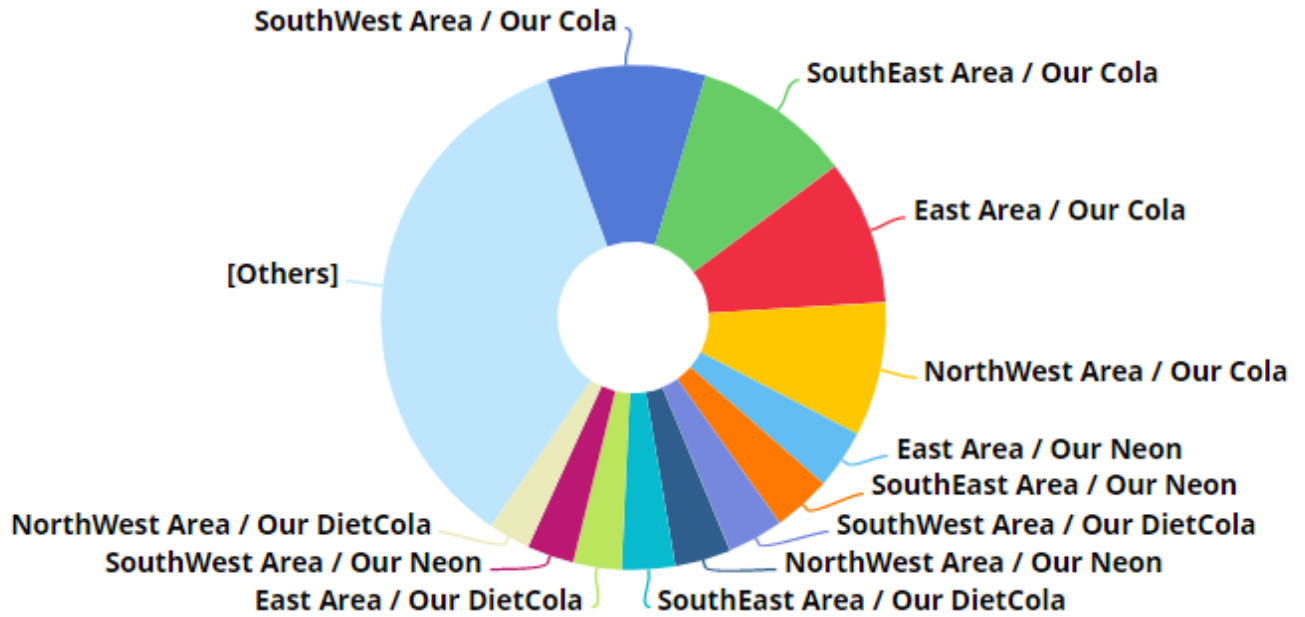 SouthWest Area / Our Cola
SouthEast Area / Our Cola
East Area / Our Cola
[Others]
NorthWest Area / Our Cola
East Area / Our Neon
SouthEast Area / Our Neon
NorthWest Area / Our DietCola
SouthWest Area / Our DietCola
SouthWest Area / Our Neon
NorthWest Area / Our Neon
East Area / Our DietCola
SouthEast Area / Our DietCola